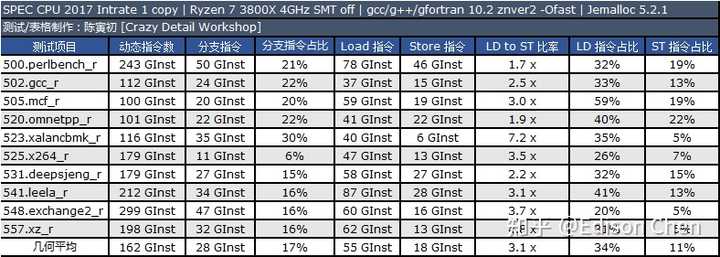 SPEC CPU 2017 Intrate 1 copy | Ryzen 7 3800X 4GHz SMT off | gcc/g++/gfortran 10.2 znver2 -Ofast | Jemalloc 5.2.1
测试/表格制作：陈寅初 [Crazy Detail Workshop]
测试项目 动态指令数 分支指令 分支指令占比 Load 指令 Store 指令 LD to ST 比率 LD 指令占比 ST 指令占比
500.perlbench_r 243 GInst 50 GInst 21% 78 GInst 46 GInst 1.7 x 32% 19%
502.gcc_r 112 GInst 24 GInst 22% 37 GInst 15 GInst 2.5 x 33% 13%
505.mcf_r 100 GInst 20 GInst 20% 59 GInst 19 GInst 3.0 x 59% 19%
520.omnetpp_r 101 GInst 22 GInst 22% 41 GInst 22 GInst 1.9 x 40% 22%
523.xalancbmk_r 116 GInst 35 GInst 30% 40 GInst 6 GInst 7.2 x 35% 5%
525.x264_r 179 GInst 11 GInst 6% 47 GInst 13 GInst 3.5 x 26% 7%
531.deepsjeng_r 179 GInst 27 GInst 15% 58 GInst 27 GInst 2.2 x 32% 15%
541.leela_r 212 GInst 34 GInst 16% 87 GInst 28 GInst 3.1 x 41% 13%
548.exchange2_r 299 GInst 47 GInst 16% 60 GInst 16 GInst 3.7 x 20% 5%
557.xz_r 198 GInst 32 GInst 16% 62 GInst 13 GInst 4.8 x 31%
几何平均 162 GInst 28 GInst 17% 55 GInst 18 GInst 3.1 x 34% 11%
知乎 @Edison Chen